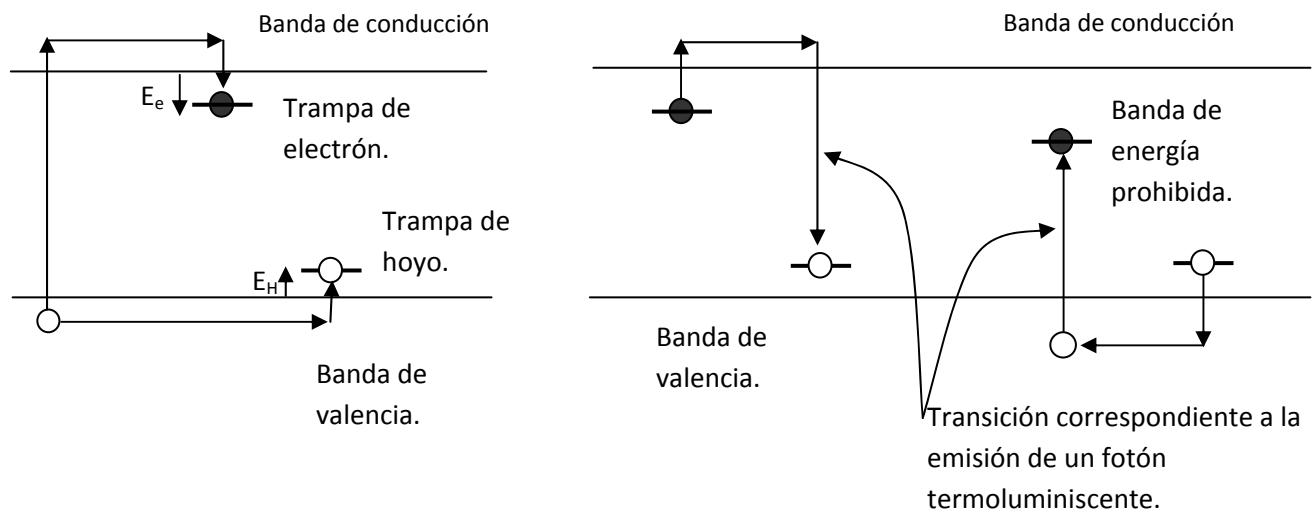 Banda de conducción
Ee
Trampa de
electrón.
Trampa de
hoyo.
EH
Banda de
valencia.
Banda de conducción
Banda de
energía
prohibida.
Banda de
valencia.
Transición correspondiente a la
emisión de un fotón
termoluminiscente.